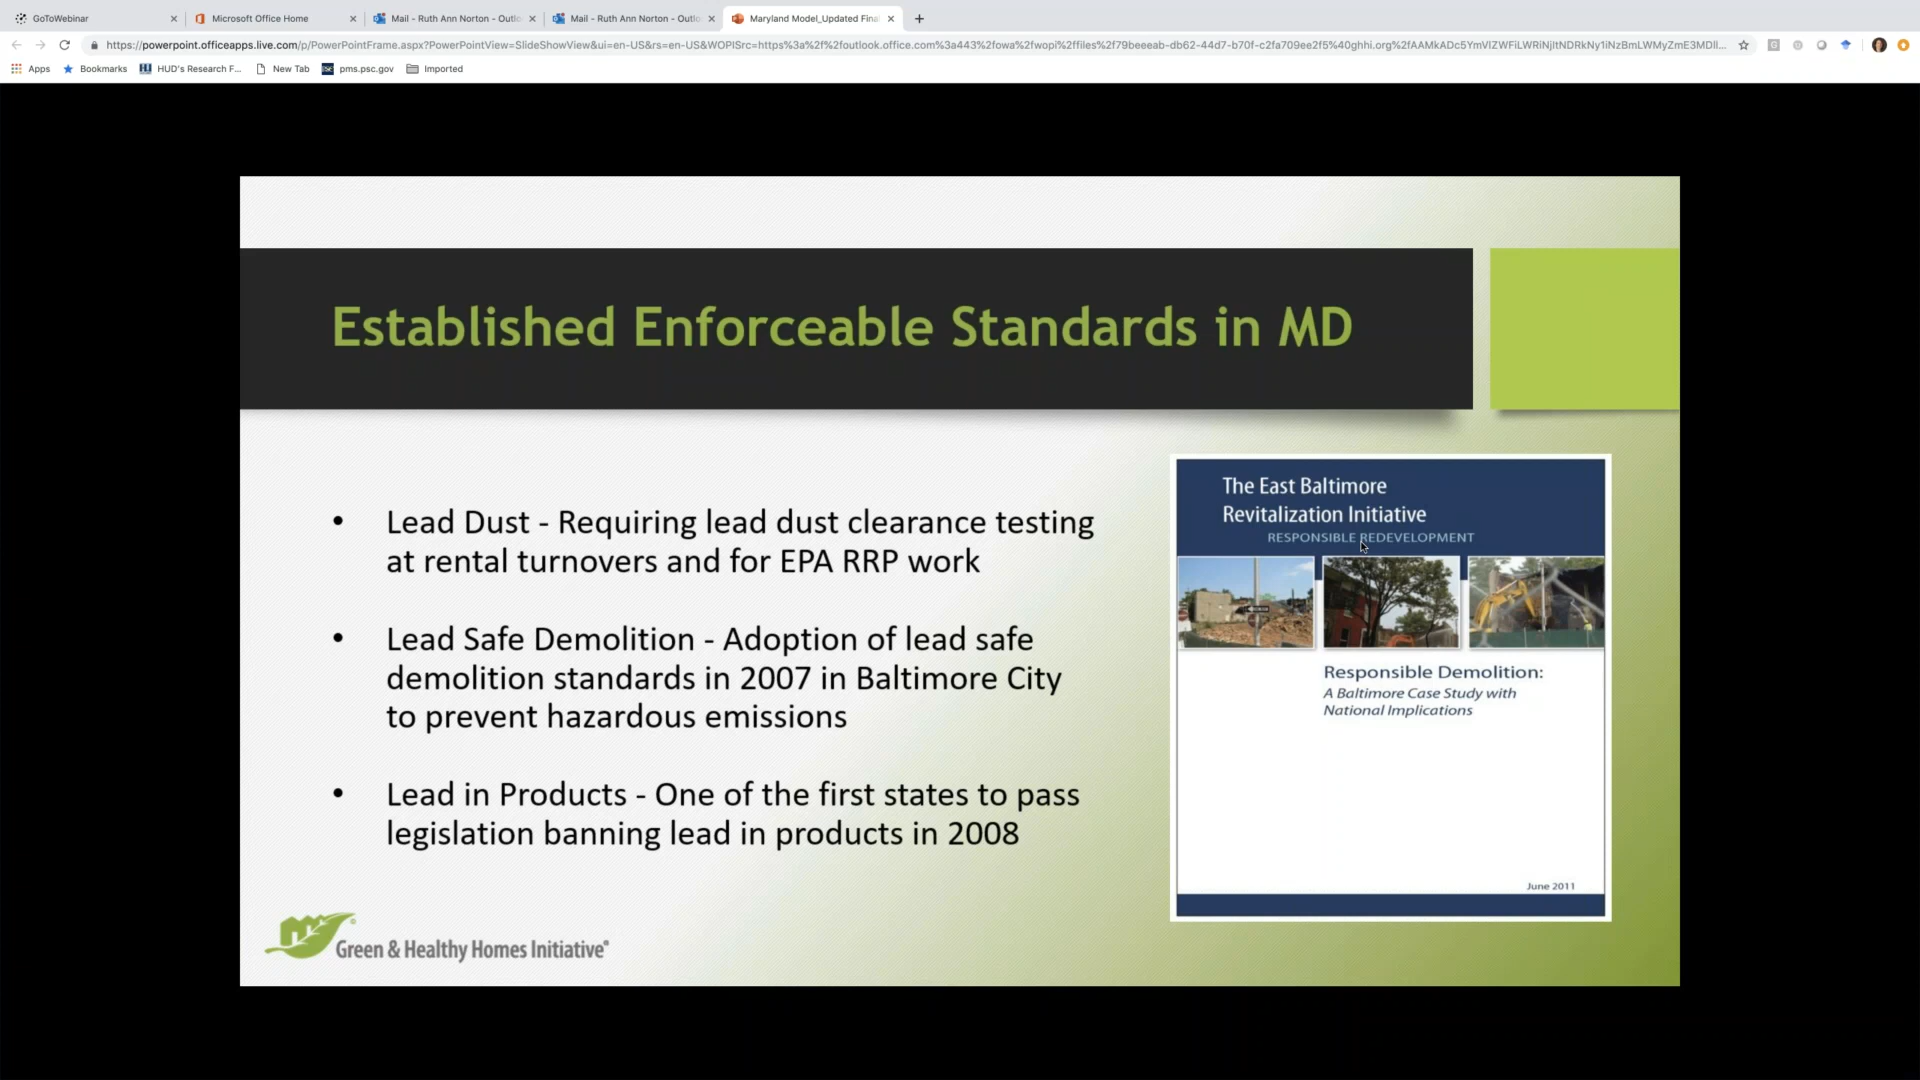 GoToWebinar
Microsoft Office Home
Mail - Ruth Ann Norton - Outlo
Mail - Ruth Ann Norton - Outlo
Maryland Model_Updated Fina
Apps
Bookmarks
HUD's Research F...
New Tab
pms.psc.gov
Imported
Established Enforceable Standards in MD
• Lead Dust - Requiring lead dust clearance testing
at rental turnovers and for EPA RRP work
• Lead Safe Demolition - Adoption of lead safe
demolition standards in 2007 in Baltimore City
to prevent hazardous emissions
• Lead in Products - One of the first states to pass
legislation banning lead in products in 2008
Green & Healthy Homes Initiative®
The East Baltimore
Revitalization Initiative
RESPONSIBLE REDEVELOPMENT
Responsible Demolition:
A Baltimore Case Study with
National Implications
June 2011